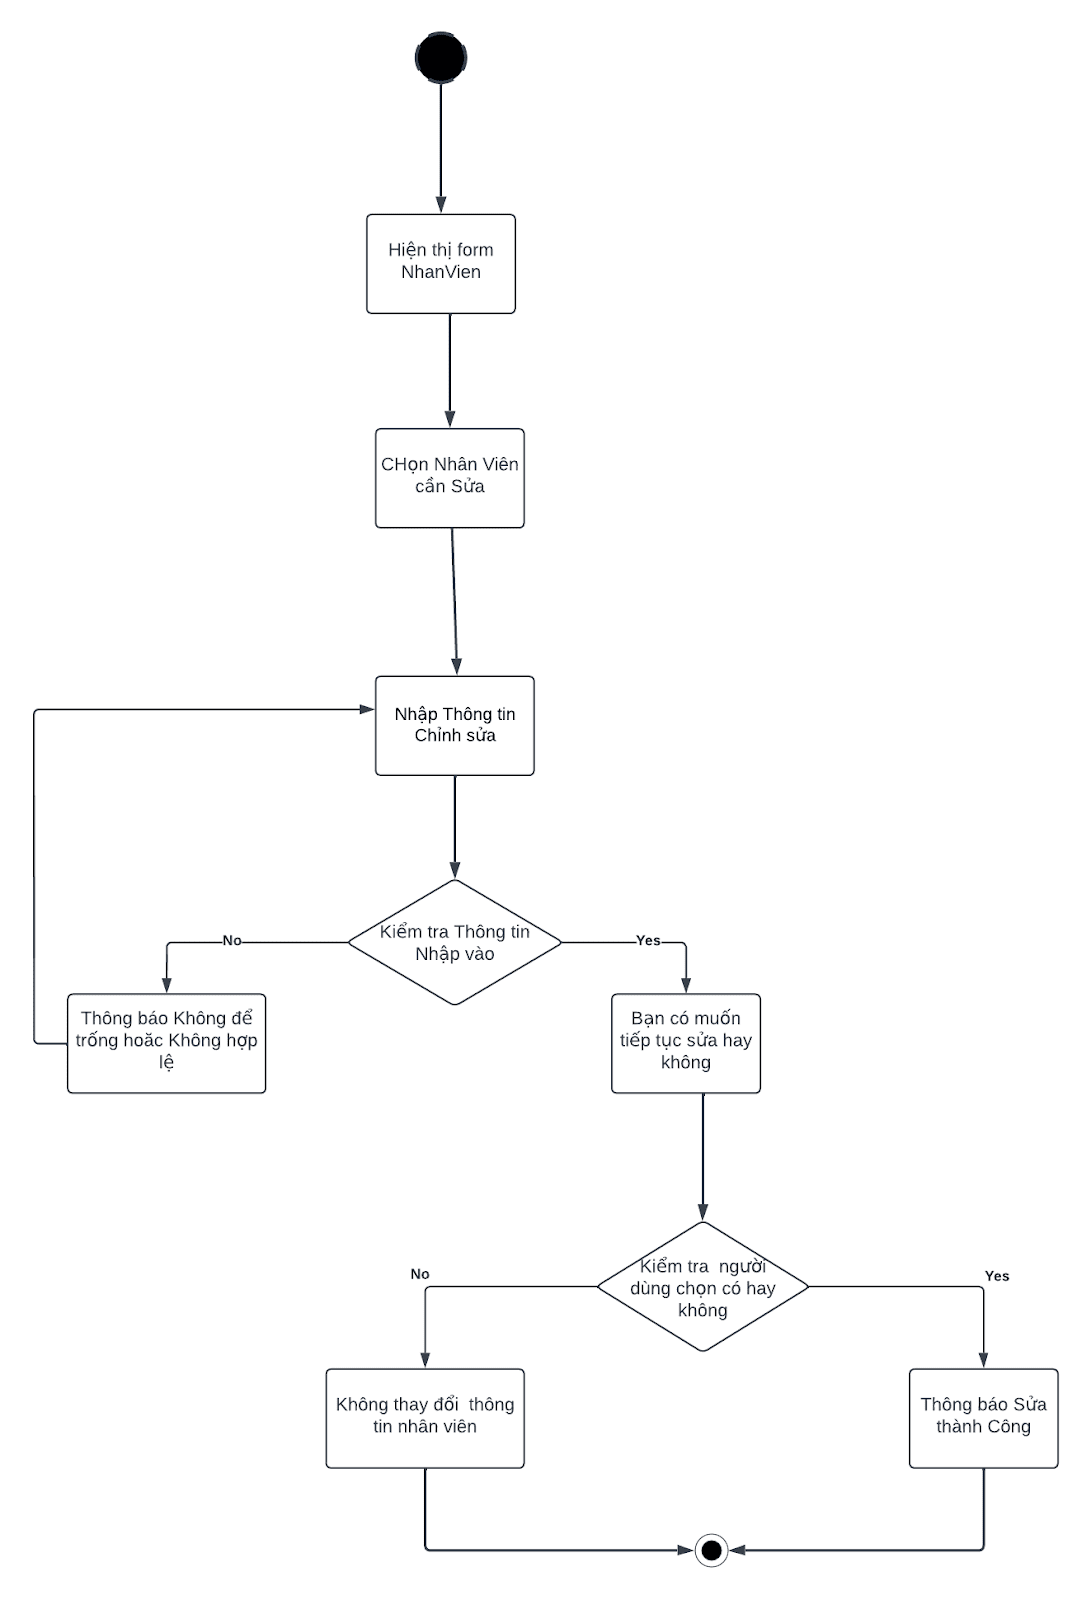 Hiện thị form
NhanVien
CHọn Nhân Viên
cần Sửa
Nhập Thông tin
Chỉnh sửa
Kiểm tra Thông tin
Nhập vào
No
Yes
Thông báo Không để
trống hoăc Không hợp
lệ
Bạn có muốn
tiếp tục sửa hay
không
Kiểm tra  người
dùng chọn có hay
không
No
Yes
Không thay đổi  thông
tin nhân viên
Thông báo Sửa
thành Công